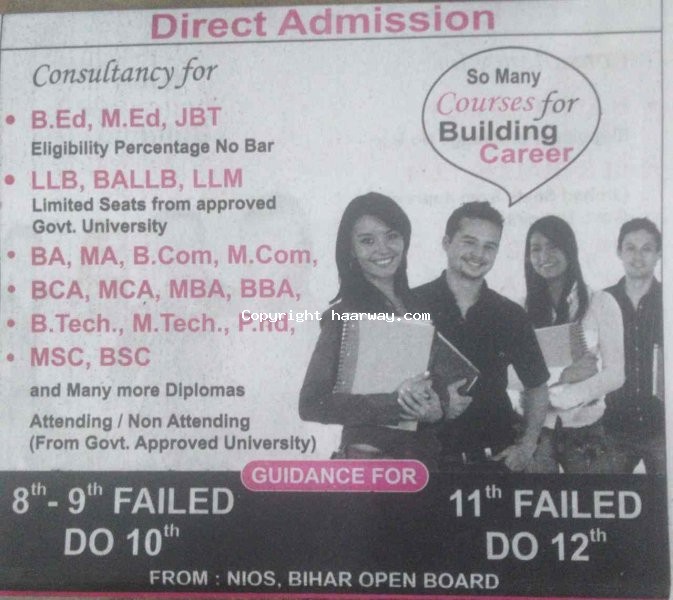 Direct Admission
Consultancy for
So Many
Courses for
Building
Career
• B.Ed, M.Ed, JBT
Eligibility Percentage No Bar
• LLB, BALLB, LLM
Limited Seats from approved
Govt. University
• BA, MA, B.Com, M.Com,
• BCA, MCA, MBA, BBA,
• B.Tech., M.Tech., P.hd,
• MSC, BSC
and Many more Diplomas
Attending / Non Attending
(From Govt. Approved University)
Copyright haarway.com
GUIDANCE FOR
8th - 9th FAILED
DO 10th
11th FAILED
DO 12th
FROM : NIOS, BIHAR OPEN BOARD